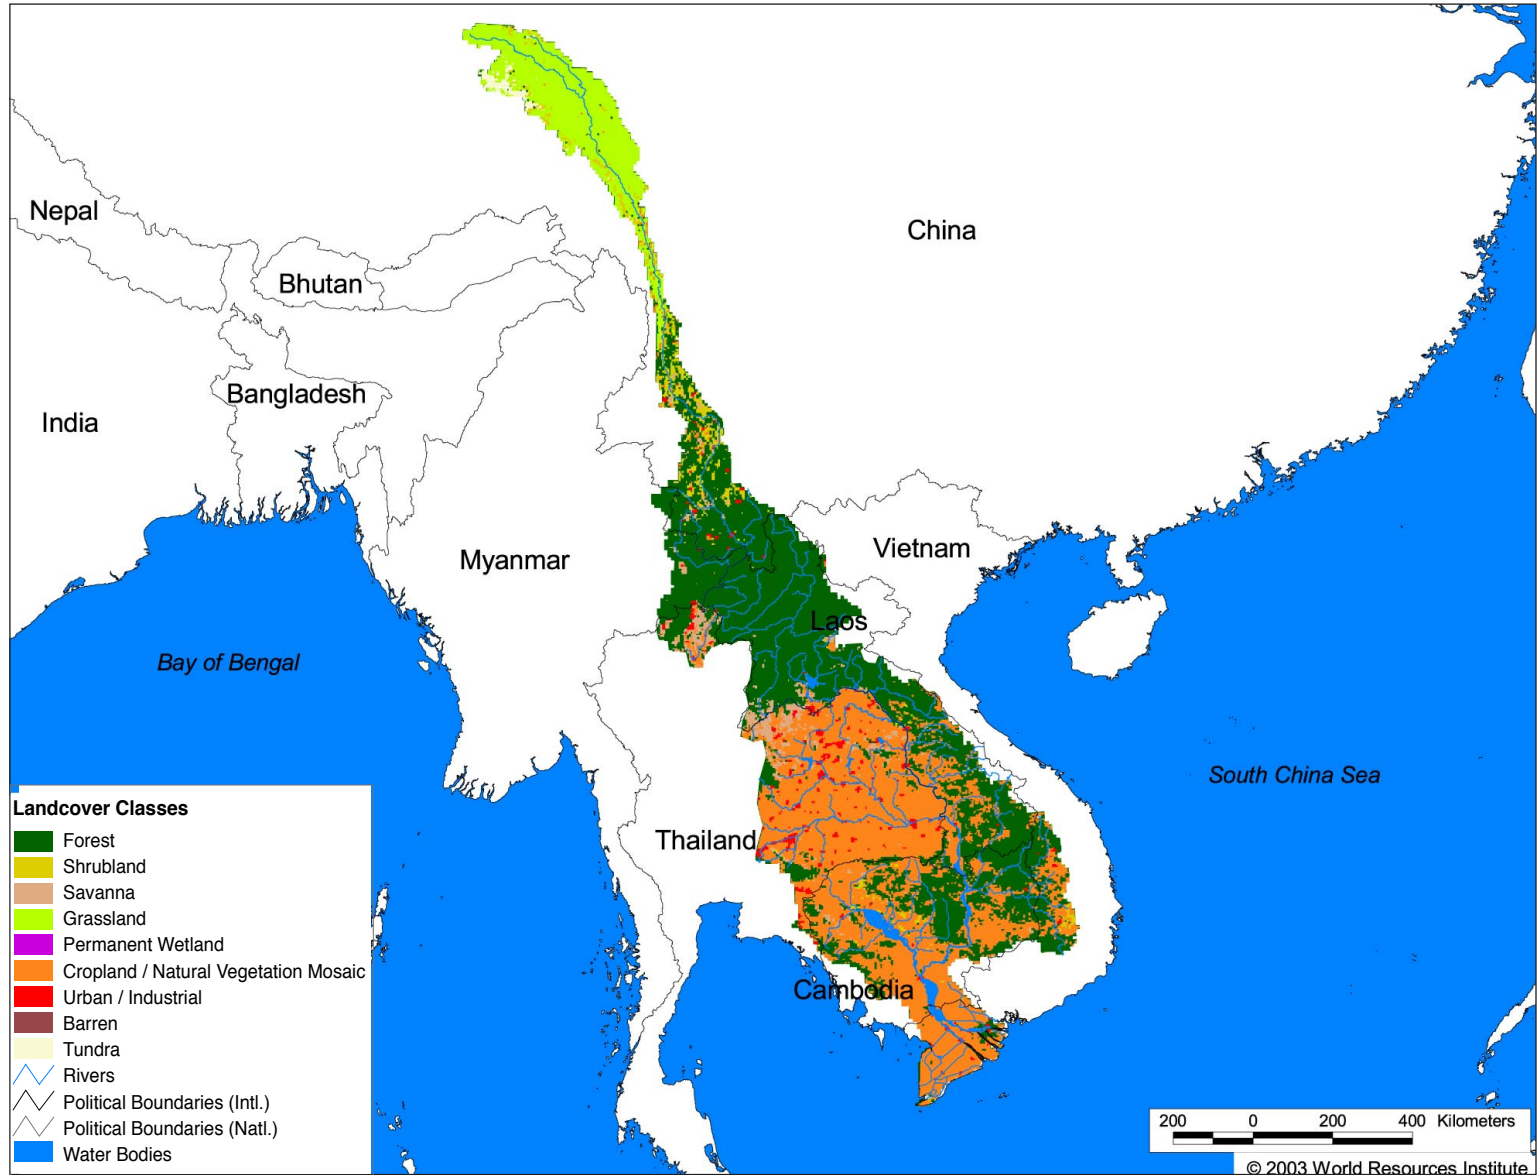 China
Nepal
Bhutan
Bangladesh
India
Vietnam
Myanmar
Laos
Bay of Bengal
South China Sea
Thailand
Cambodia
Landcover Classes
Forest
Shrubland
Savanna
Grassland
Permanent Wetland
Cropland / Natural Vegetation Mosaic
Urban / Industrial
Barren
Tundra
Rivers
Political Boundaries (Intl.)
Political Boundaries (Natl.)
Water Bodies
200 0 200 400 Kilometers
© 2003 World Resources Institute